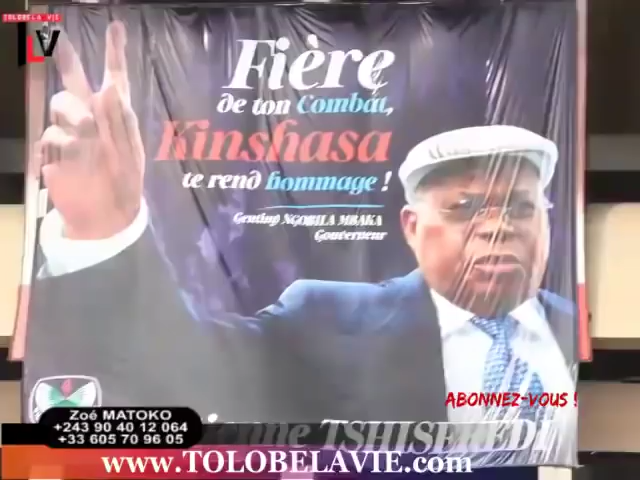 TOLOBELA VIE
TLV
Fière
de ton Combat,
Kinshasa
te rend hommage !
Gentiny NGOBILA MBAKA
Gouverneur
ABONNEZ-VOUS !
Zoé MATOKO
+243 90 40 12 064
+33 605 70 96 05
TSHISEKEDI
www.TOLOBELAVIE.com